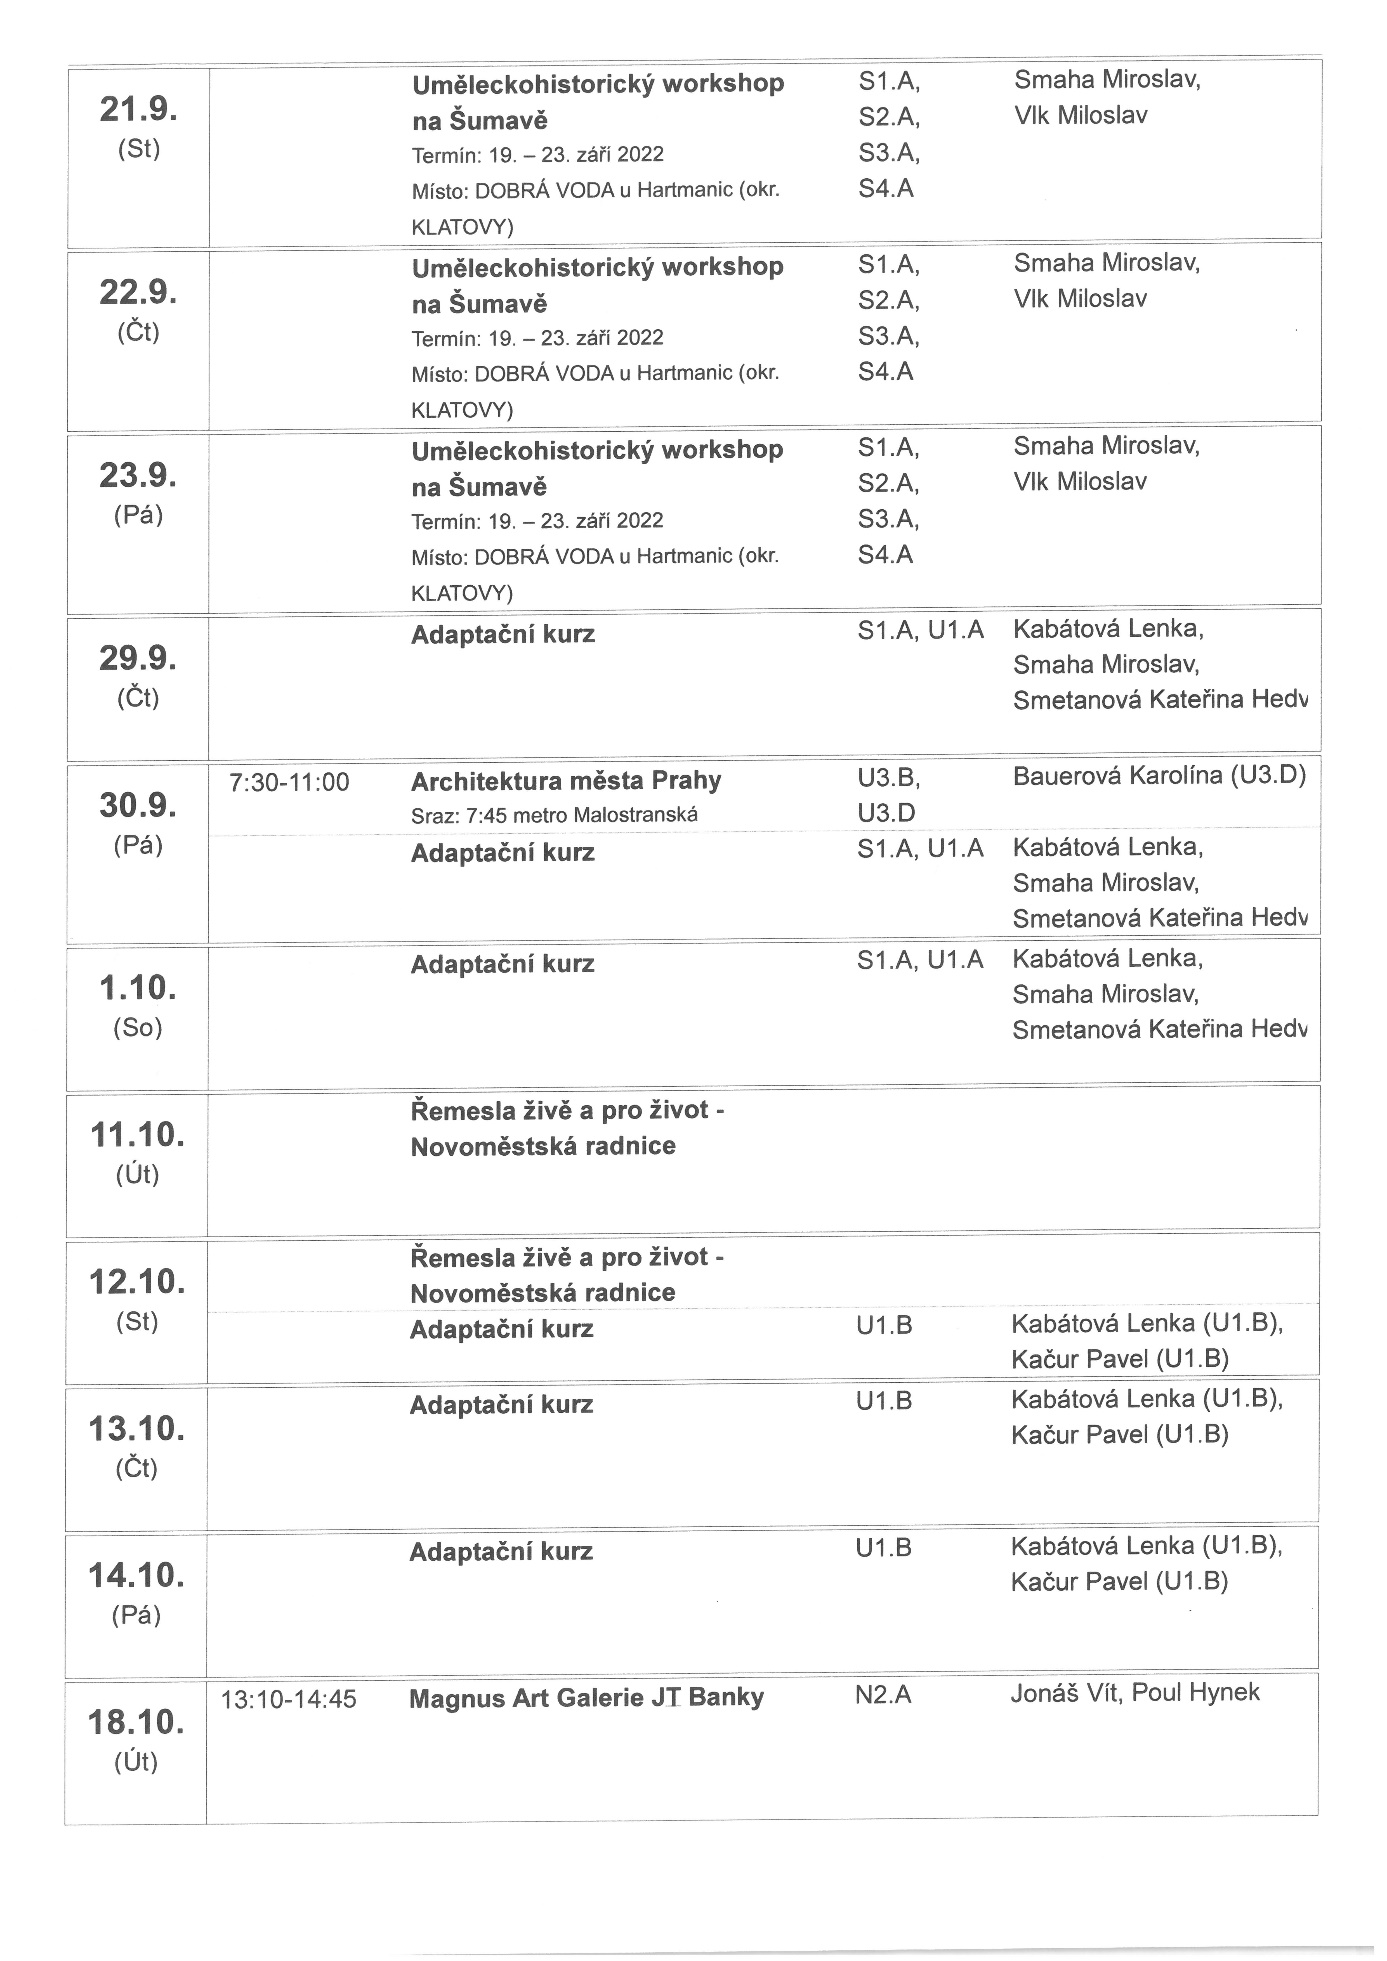 21.9.
(St)
Uměleckohistorický workshop
na Šumavě
Termín: 19. – 23. září 2022
Místo: DOBRÁ VODA u Hartmanic (okr.
KLATOVY)
S1.A,
S2.A,
S3.A,
S4.A
Smaha Miroslav,
Vlk Miloslav
22.9.
(Čt)
Uměleckohistorický workshop
na Šumavě
Termín: 19. – 23. září 2022
Místo: DOBRÁ VODA u Hartmanic (okr.
KLATOVY)
S1.A,
S2.A,
S3.A,
S4.A
Smaha Miroslav,
Vlk Miloslav
23.9.
(Pá)
Uměleckohistorický workshop
na Šumavě
Termín: 19. – 23. září 2022
Místo: DOBRÁ VODA u Hartmanic (okr.
KLATOVY)
S1.A,
S2.A,
S3.A,
S4.A
Smaha Miroslav,
Vlk Miloslav
29.9.
(Čt)
Adaptační kurz
S1.A, U1.A
Kabátová Lenka,
Smaha Miroslav,
Smetanová Kateřina Hedv
30.9.
(Pá)
7:30-11:00
Architektura města Prahy
Sraz: 7:45 metro Malostranská
U3.B,
U3.D
Bauerová Karolína (U3.D)
Adaptační kurz
S1.A, U1.A
Kabátová Lenka,
Smaha Miroslav,
Smetanová Kateřina Hedv
1.10.
(So)
Adaptační kurz
S1.A, U1.A
Kabátová Lenka,
Smaha Miroslav,
Smetanová Kateřina Hedv
11.10.
(Út)
Řemesla živě a pro život -
Novoměstská radnice
12.10.
(St)
Řemesla živě a pro život -
Novoměstská radnice
Adaptační kurz
U1.B
Kabátová Lenka (U1.B),
Kačur Pavel (U1.B)
13.10.
(Čt)
Adaptační kurz
U1.B
Kabátová Lenka (U1.B),
Kačur Pavel (U1.B)
14.10.
(Pá)
Adaptační kurz
U1.B
Kabátová Lenka (U1.B),
Kačur Pavel (U1.B)
18.10.
(Út)
13:10-14:45
Magnus Art Galerie JT Banky
N2.A
Jonáš Vít, Poul Hynek